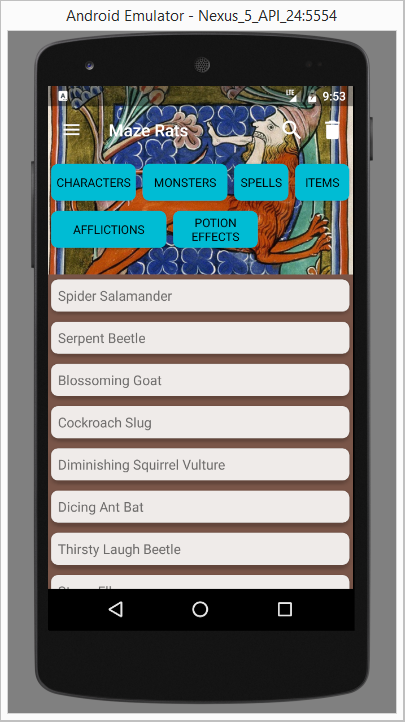 Android Emulator - Nexus_5_API_24:5554
A LTE 9:53
Maze Rats
CHARACTERS MONSTERS SPELLS ITEMS
AFFLICTIONS POTION
EFFECTS
Spider Salamander
Serpent Beetle
Blossoming Goat
Cockroach Slug
Diminishing Squirrel Vulture
Dicing Ant Bat
Thirsty Laugh Beetle